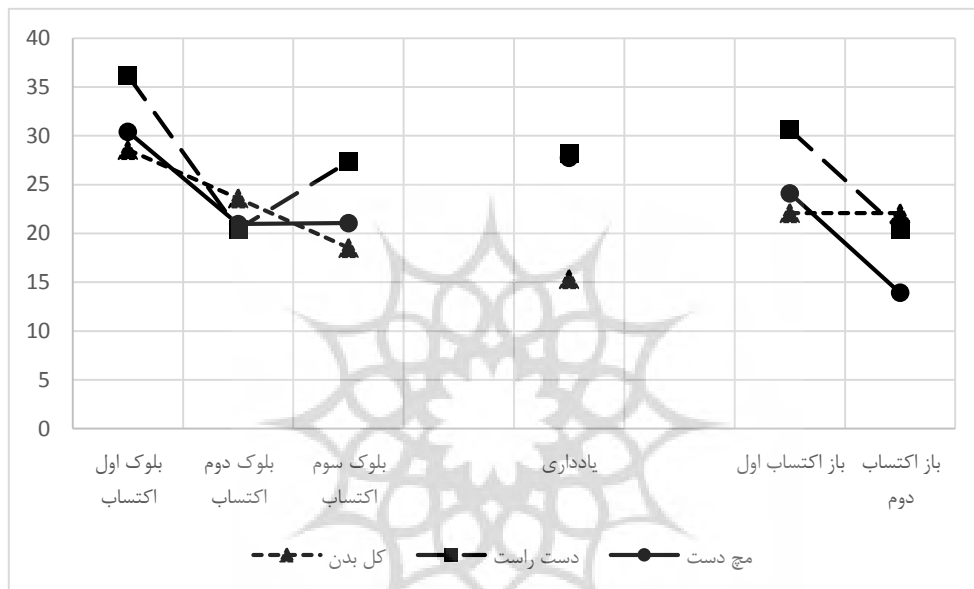 40
35
30
25
20
15
10
5
0
بلوک اول
اکتساب
بلوک دوم
اکتساب
بلوک سوم
اکتساب
یادداری
باز اکتساب اول
باز اکتساب
دوم
کل بدن
دست راست
مچ دست